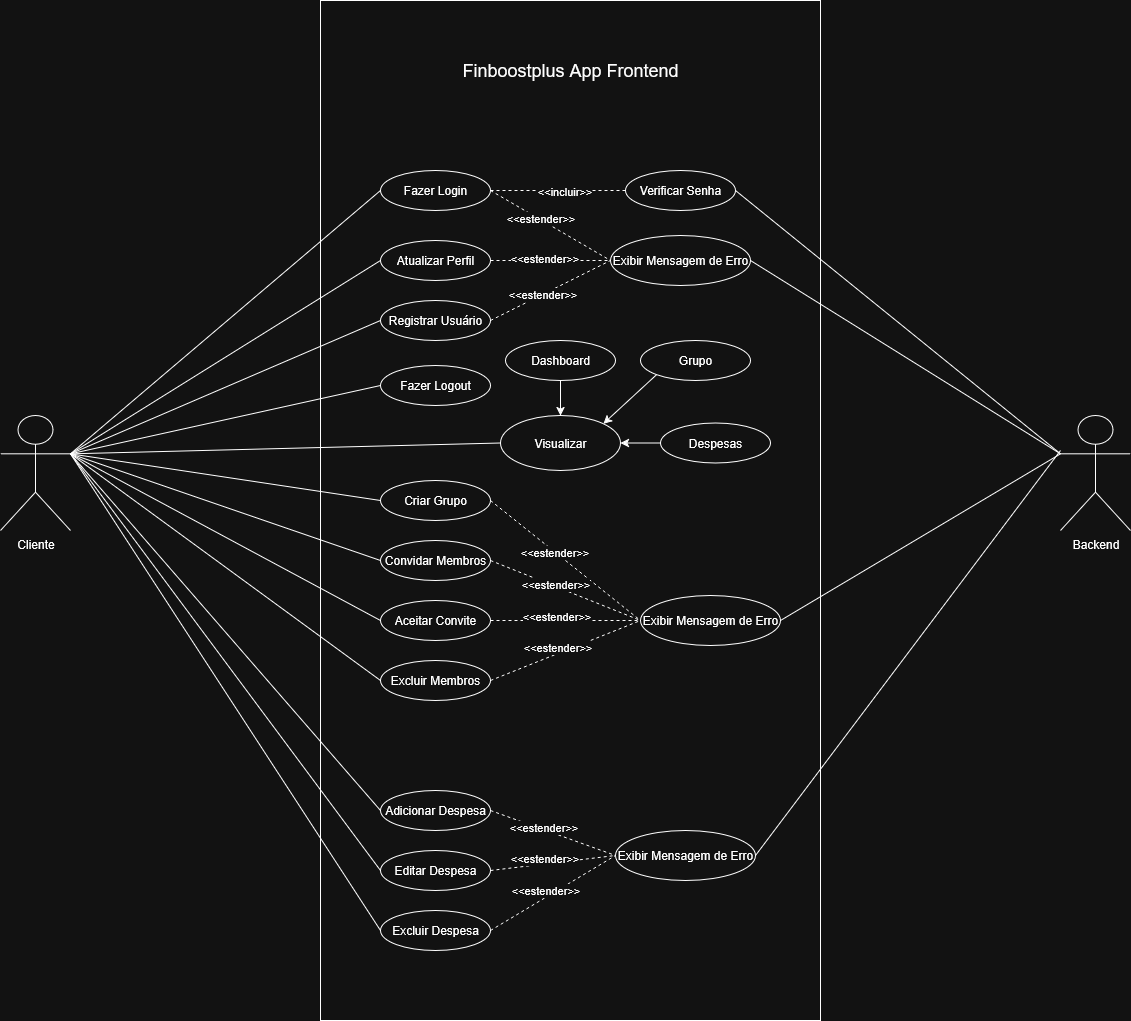 Finboostplus App Frontend
Fazer Login
<<incluir>>
Verificar Senha
<<estender>>
Atualizar Perfil
<<estender>>
Exibir Mensagem de Erro
<<estender>>
Registrar Usuário
Dashboard
Grupo
Fazer Logout
Visualizar
Despesas
Cliente
Backend
Criar Grupo
<<estender>>
Convidar Membros
<<estender>>
Aceitar Convite
<<estender>>
Exibir Mensagem de Erro
<<estender>>
Excluir Membros
Adicionar Despesa
<<estender>>
Exibir Mensagem de Erro
<<estender>>
Editar Despesa
<<estender>>
Excluir Despesa